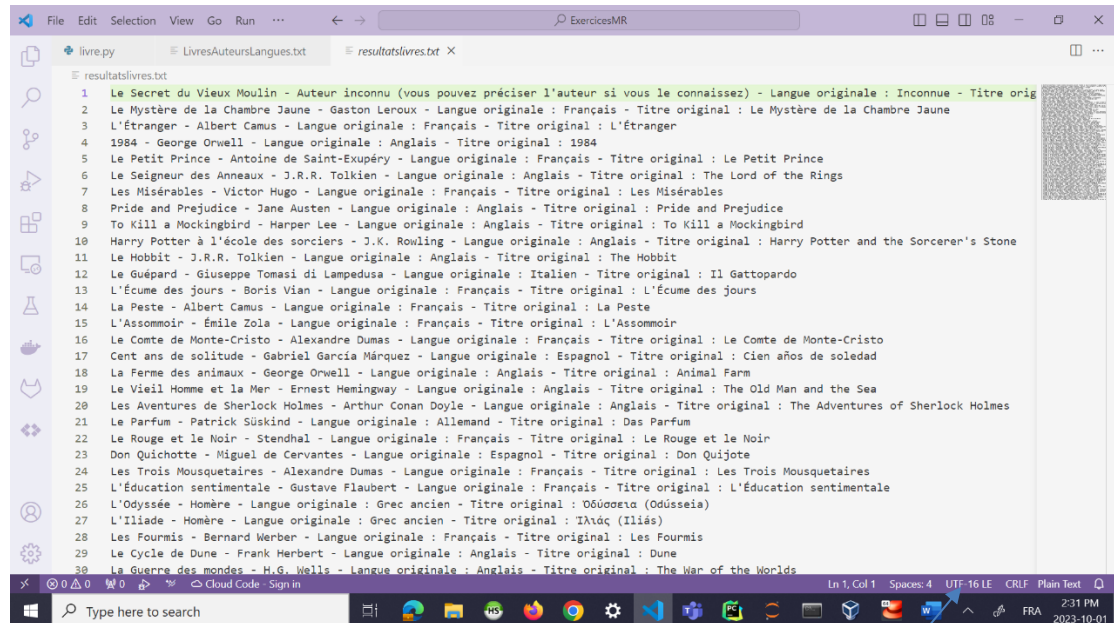 File Edit Selection View Go Run ··· ← → ExercicesMR
livre.py LivresAuteursLangues.txt resultatslivres.txt
resultatslivres.txt
1 Le Secret du Vieux Moulin - Auteur inconnu (vous pouvez préciser l'auteur si vous le connaissez) - Langue originale : Inconnue - Titre orig
2 Le Mystère de la Chambre Jaune - Gaston Leroux - Langue originale : Français - Titre original : Le Mystère de la Chambre Jaune
3 L'Étranger - Albert Camus - Langue originale : Français - Titre original : L'Étranger
4 1984 - George Orwell - Langue originale : Anglais - Titre original : 1984
5 Le Petit Prince - Antoine de Saint-Exupéry - Langue originale : Français - Titre original : Le Petit Prince
6 Le Seigneur des Anneaux - J.R.R. Tolkien - Langue originale : Anglais - Titre original : The Lord of the Rings
7 Les Misérables - Victor Hugo - Langue originale : Français - Titre original : Les Misérables
8 Pride and Prejudice - Jane Austen - Langue originale : Anglais - Titre original : Pride and Prejudice
9 To Kill a Mockingbird - Harper Lee - Langue originale : Anglais - Titre original : To Kill a Mockingbird
10 Harry Potter à l'école des sorciers - J.K. Rowling - Langue originale : Anglais - Titre original : Harry Potter and the Sorcerer's Stone
11 Le Hobbit - J.R.R. Tolkien - Langue originale : Anglais - Titre original : The Hobbit
12 Le Guépard - Giuseppe Tomasi di Lampedusa - Langue originale : Italien - Titre original : Il Gattopardo
13 L'Écume des jours - Boris Vian - Langue originale : Français - Titre original : L'Écume des jours
14 La Peste - Albert Camus - Langue originale : Français - Titre original : La Peste
15 L'Assommoir - Émile Zola - Langue originale : Français - Titre original : L'Assommoir
16 Le Comte de Monte-Cristo - Alexandre Dumas - Langue originale : Français - Titre original : Le Comte de Monte-Cristo
17 Cent ans de solitude - Gabriel García Márquez - Langue originale : Espagnol - Titre original : Cien años de soledad
18 La Ferme des animaux - George Orwell - Langue originale : Anglais - Titre original : Animal Farm
19 Le Vieil Homme et la Mer - Ernest Hemingway - Langue originale : Anglais - Titre original : The Old Man and the Sea
20 Les Aventures de Sherlock Holmes - Arthur Conan Doyle - Langue originale : Anglais - Titre original : The Adventures of Sherlock Holmes
21 Le Parfum - Patrick Süskind - Langue originale : Allemand - Titre original : Das Parfum
22 Le Rouge et le Noir - Stendhal - Langue originale : Français - Titre original : Le Rouge et le Noir
23 Don Quichotte - Miguel de Cervantes - Langue originale : Espagnol - Titre original : Don Quijote
24 Les Trois Mousquetaires - Alexandre Dumas - Langue originale : Français - Titre original : Les Trois Mousquetaires
25 L'Éducation sentimentale - Gustave Flaubert - Langue originale : Français - Titre original : L'Éducation sentimentale
26 L'Odyssée - Homère - Langue originale : Grec ancien - Titre original : Ὀδύσσεια (Odússeia)
27 L'Iliade - Homère - Langue originale : Grec ancien - Titre original : Ἰλιάς (Iliás)
28 Les Fourmis - Bernard Werber - Langue originale : Français - Titre original : Les Fourmis
29 Le Cycle de Dune - Frank Herbert - Langue originale : Anglais - Titre original : Dune
30 La Guerre des mondes - H.G. Wells - Langue originale : Anglais - Titre original : The War of the Worlds
0 0 0 Cloud Code - Sign in Ln 1, Col 1 Spaces: 4 UTF-16 LE CRLF Plain Text
Type here to search HS PC FRA 2:31 PM
2023-10-01